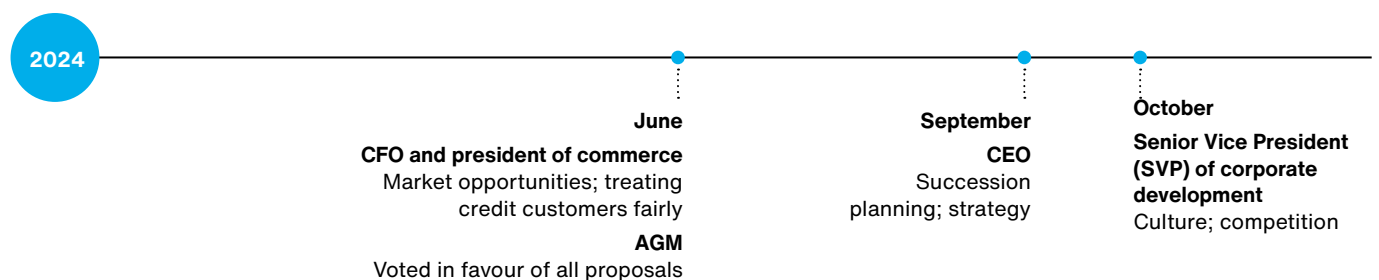 2024
June
CFO and president of commerce
Market opportunities; treating
credit customers fairly
AGM
Voted in favour of all proposals
September
CEO
Succession
planning; strategy
October
Senior Vice President
(SVP) of corporate
development
Culture; competition